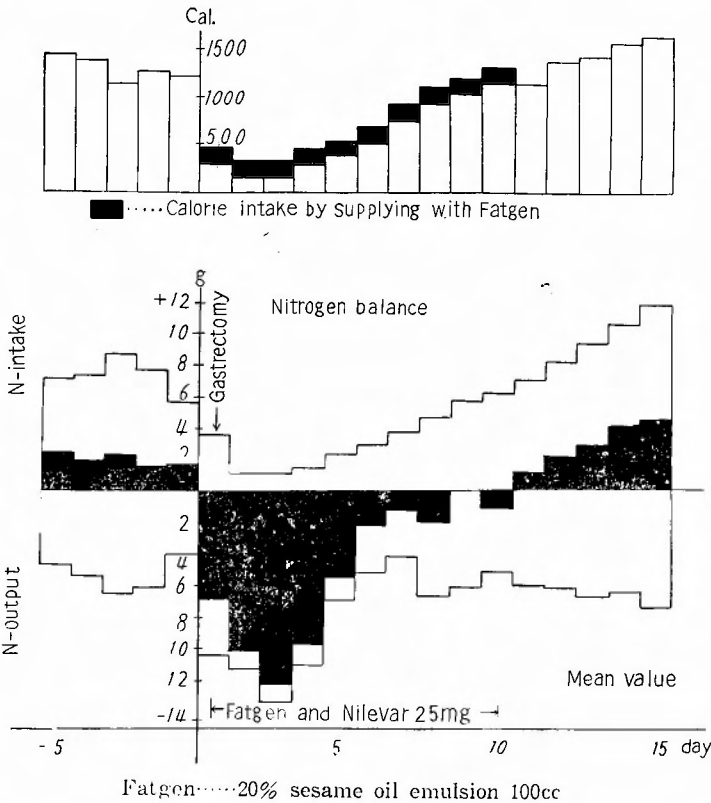 Cal.
1500
1000
500
·····Calorie intake by supplying with Fatgen
g
+12
Nitrogen balance
10
8
6
4
2
N-intake
Gastrectomy
2
4
6
8
10
12
-14
N-output
Mean value
Fatgen and Nilevar 25mg
-5
5
10
15 day
Fatgen······20% sesame oil emulsion 100cc